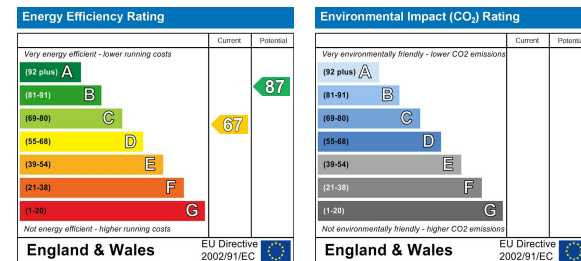 Energy Efficiency Rating
Current Potential
Very energy efficient - lower running costs
(92 plus) A
(81-91) B
(69-80) C
(55-68) D
(39-54) E
(21-38) F
(1-20) G
87
67
Not energy efficient - higher running costs
England & Wales
EU Directive
2002/91/EC
Environmental Impact (CO₂) Rating
Current Potential
Very environmentally friendly - lower CO2 emissions
(92 plus) A
(81-91) B
(69-80) C
(55-68) D
(39-54) E
(21-38) F
(1-20) G
Not environmentally friendly - higher CO2 emissions
England & Wales
EU Directive
2002/91/EC